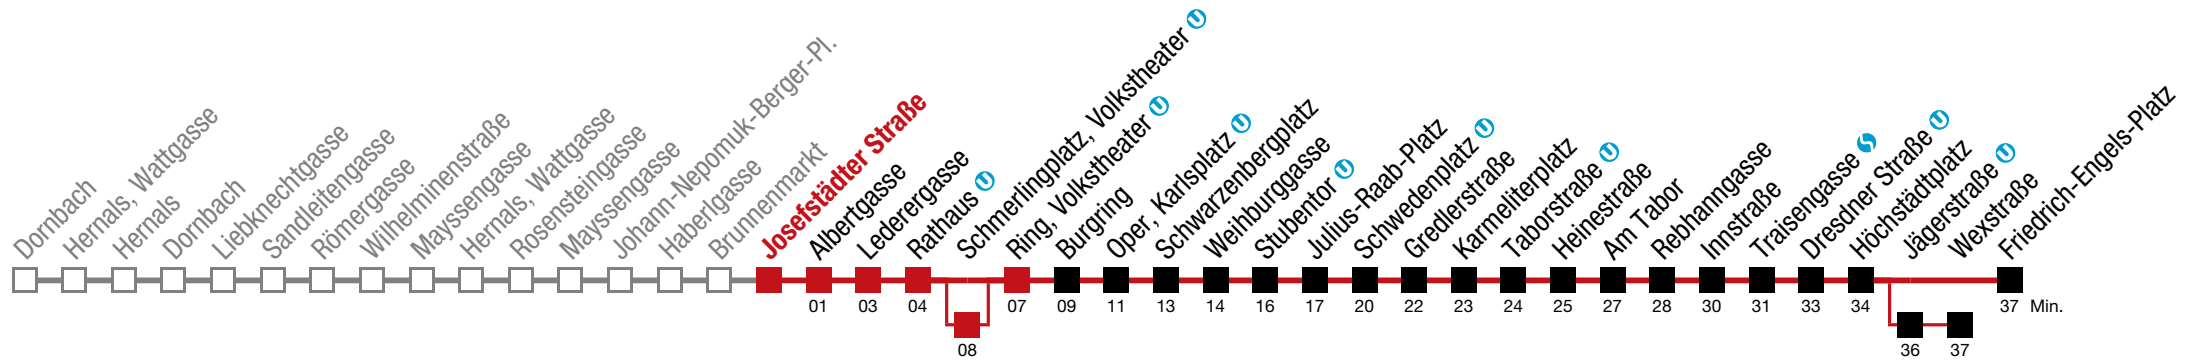 Dornbach
Hernals, Wattgasse
Hernals
Dornbach
Liebknechtgasse
Sandleitengasse
Römergasse
Wilhelminenstraße
Mayssengasse
Hernals, Wattgasse
Rosensteingasse
Mayssengasse
Johann-Nepomuk-Berger-Pl.
Haberlgasse
Brunnenmarkt
Josefstädter Straße
Albertgasse
Lederergasse
Rathaus U
Schmerlingplatz, Volkstheater U
Ring, Volkstheater U
Burgring
Oper, Karlsplatz U
Schwarzenbergplatz
Weihburggasse
Stubentor U
Julius-Raab-Platz
Schwedenplatz U
Gredlerstraße
Karmeliterplatz
Taborstraße U
Heinestraße
Am Tabor
Rebhanngasse
Innstraße
Traisengasse S
Dresdner Straße U
Höchstädtplatz
Jägerstraße U
Wexstraße
Friedrich-Engels-Platz
01 03 04 07 09 11 13 14 16 17 20 22 23 24 25 27 28 30 31 33 34 37 Min.
08 36 37